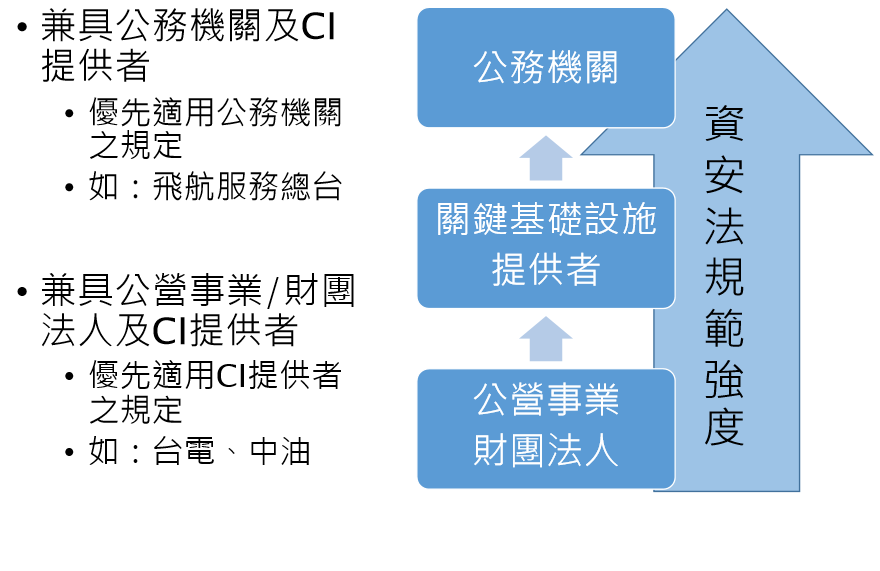 • 兼具公務機關及CI
提供者
• 優先適用公務機關
之規定
• 如：飛航服務總台
• 兼具公營事業/財團
法人及CI提供者
• 優先適用CI提供者
之規定
• 如：台電、中油
公務機關
關鍵基礎設施
提供者
公營事業
財團法人
資安法規範強度